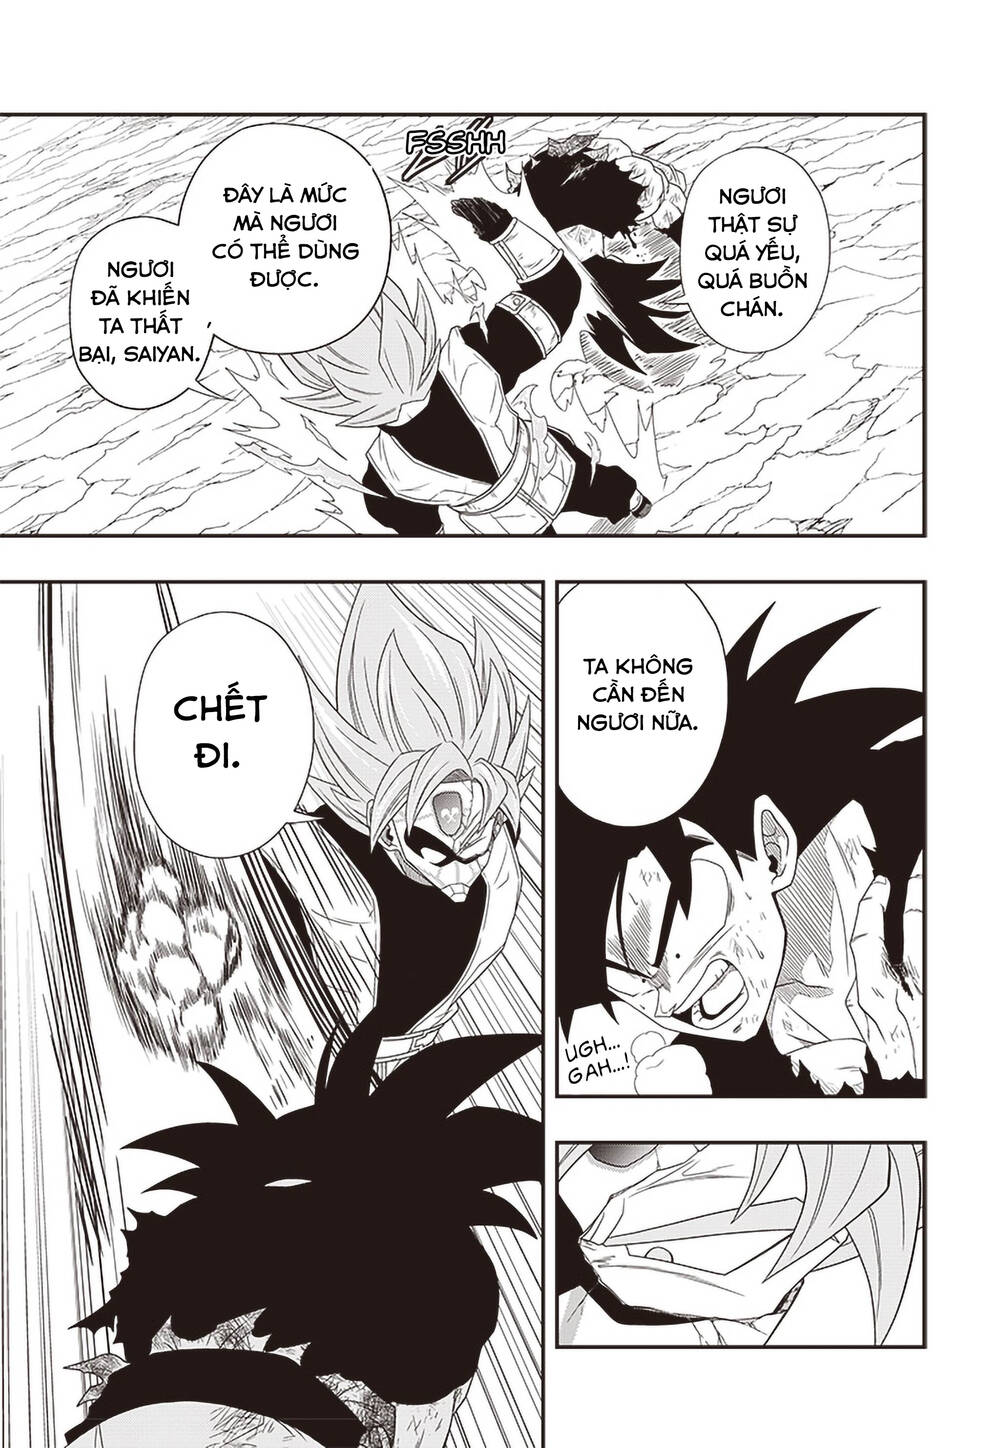 FSSHH
NGƯƠI
THẬT SỰ
QUÁ YẾU,
QUÁ BUỒN
CHÁN.
ĐÂY LÀ MỨC
MÀ NGƯƠI
CÓ THỂ DÙNG
ĐƯỢC.
NGƯƠI
ĐÃ KHIẾN
TA THẤT
BẠI, SAIYAN.
TA KHÔNG
CẦN ĐẾN
NGƯƠI NỮA.
UGH...
GAH...!
CHẾT
ĐI.